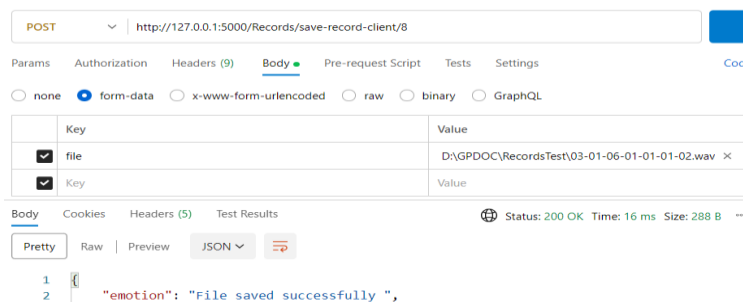 POST http://127.0.0.1:5000/Records/save-record-client/8
Params Authorization Headers (9) Body Pre-request Script Tests Settings Coo
none form-data x-www-form-urlencoded raw binary GraphQL
Key Value
file D:\GPDOC\RecordsTest\03-01-06-01-01-01-02.wav
Key Value
Body Cookies Headers (5) Test Results Status: 200 OK Time: 16 ms Size: 288 B
Pretty Raw Preview JSON
1 {
2 "emotion": "File saved successfully ",